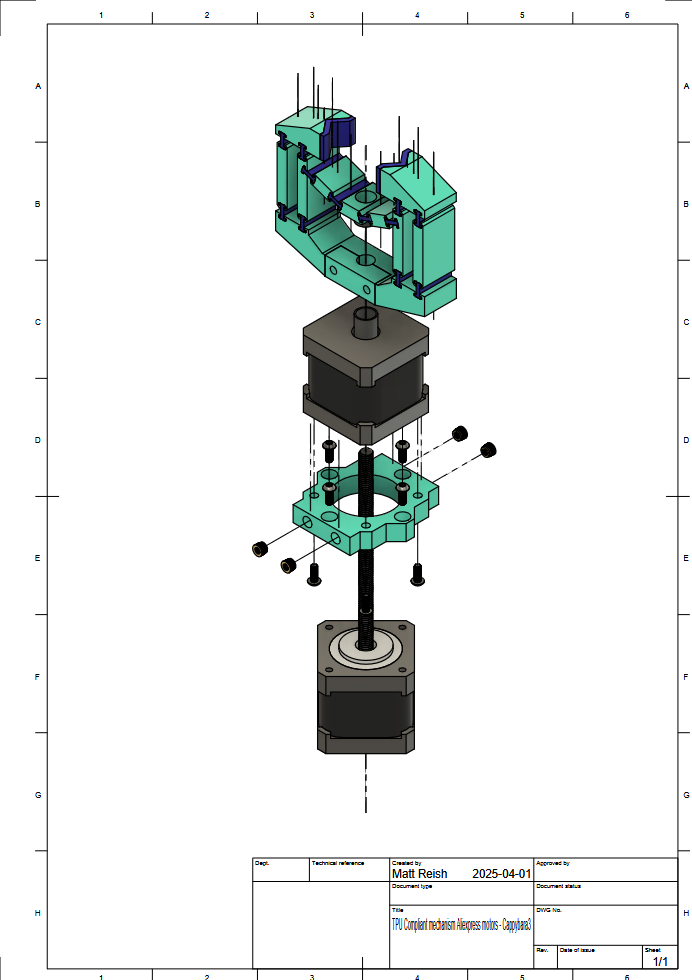 1 2 3 4 5 6
A A
B B
C C
D D
E E
F F
G G
H H
Dept. Technical reference Created by Approved by
Matt Reish 2025-04-01
Document type Document status
Title DWG No.
TPU Compliant mechanism Aliexpress motors - Cappybara3
Rev. Date of issue Sheet
1/1
1 2 3 4 5 6